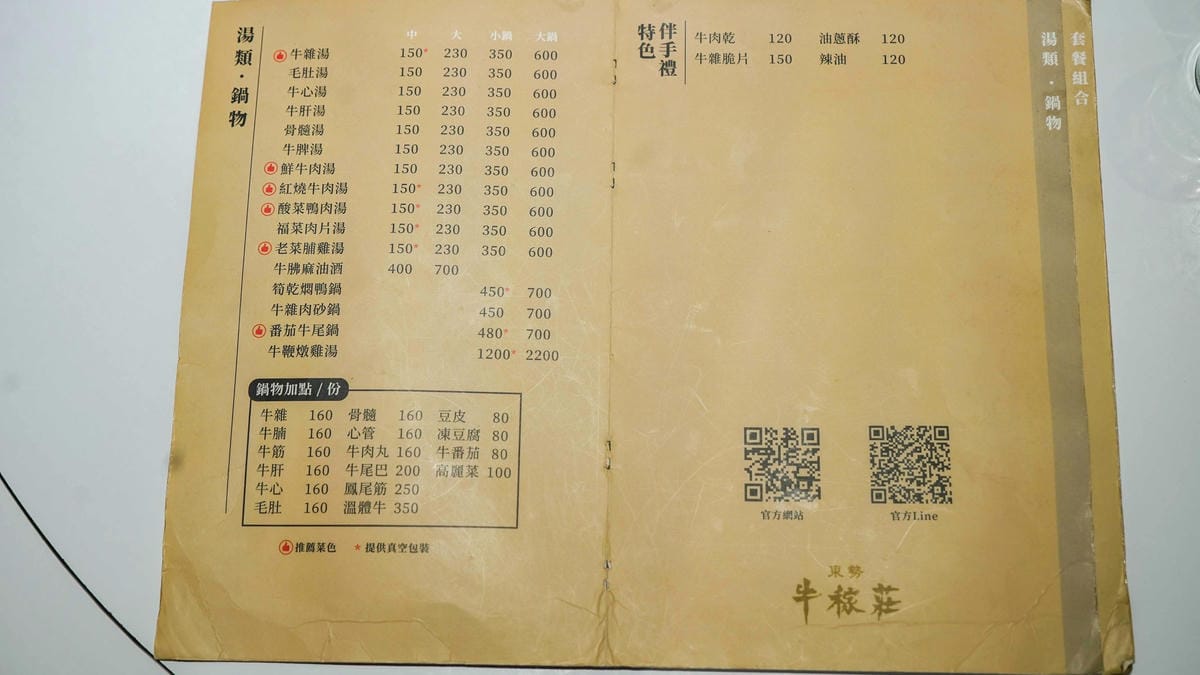 湯類・鍋物
中 大 小鍋 大鍋
牛雜湯 150* 230 350 600
毛肚湯 150 230 350 600
牛心湯 150 230 350 600
牛肝湯 150 230 350 600
骨髓湯 150 230 350 600
牛脾湯 150 230 350 600
鮮牛肉湯 150 230 350 600
紅燒牛肉湯 150* 230 350 600
酸菜鴨肉湯 150* 230 350 600
福菜肉片湯 150* 230 350 600
老菜脯雞湯 150* 230 350 600
牛胇麻油酒 400 700
筍乾燜鴨鍋 450* 700
牛雜肉砂鍋 450 700
番茄牛尾鍋 480* 700
牛鞭燉雞湯 1200* 2200
鍋物加點 / 份
牛雜 160 骨髓 160 豆皮 80
牛腩 160 心管 160 凍豆腐 80
牛筋 160 牛肉丸 160 牛番茄 80
牛肝 160 牛尾巴 200 高麗菜 100
牛心 160 鳳尾筋 250
毛肚 160 溫體牛 350
推薦菜色 * 提供真空包裝
伴手禮
特色
牛肉乾 120 油蔥酥 120
牛雜脆片 150 辣油 120
官方網站
官方Line
東勢
牛稼莊
套餐組合
湯類・鍋物